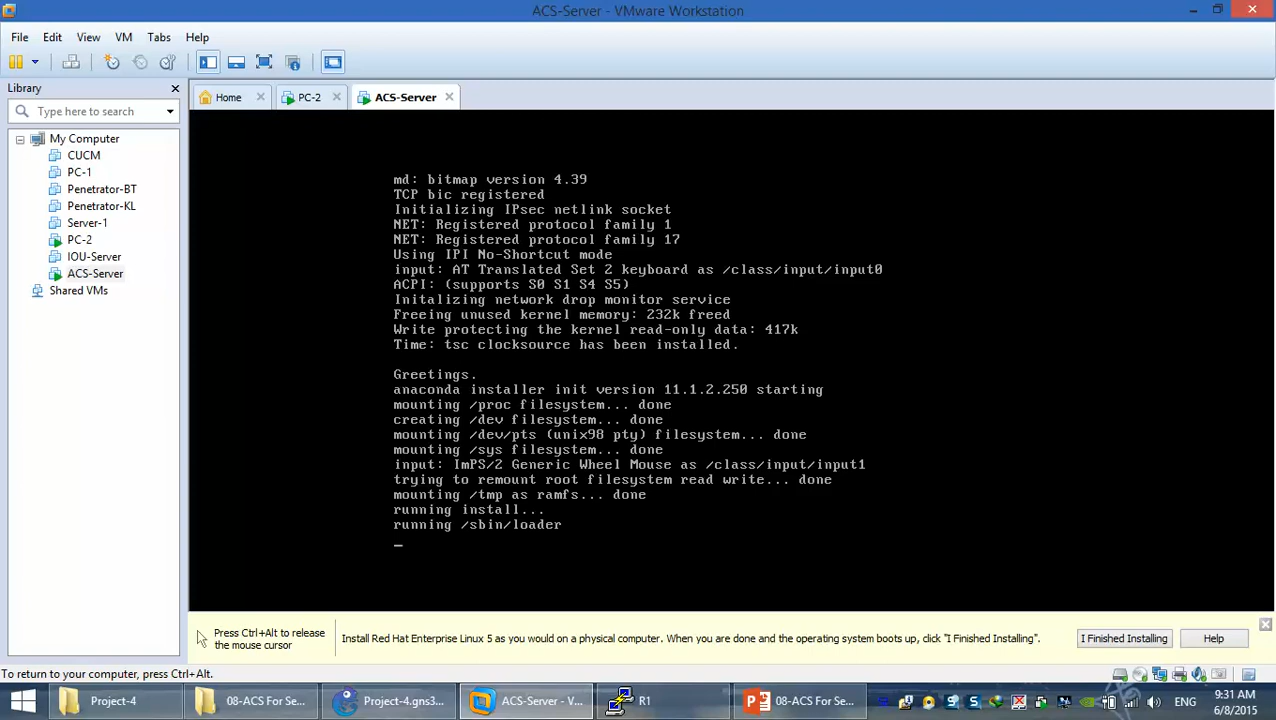 ACS-Server - VMware Workstation
File Edit View VM Tabs Help
Library
Type here to search
My Computer
CUCM
PC-1
Penetrator-BT
Penetrator-KL
Server-1
PC-2
IOU-Server
ACS-Server
Shared VMs
Home PC-2 ACS-Server
md: bitmap version 4.39
TCP bic registered
Initializing IPsec netlink socket
NET: Registered protocol family 1
NET: Registered protocol family 17
Using IPI No-Shortcut mode
input: AT Translated Set 2 keyboard as /class/input/input0
ACPI: (supports S0 S1 S4 S5)
Initalizing network drop monitor service
Freeing unused kernel memory: 232k freed
Write protecting the kernel read-only data: 417k
Time: tsc clocksource has been installed.
Greetings.
anaconda installer init version 11.1.2.250 starting
mounting /proc filesystem... done
creating /dev filesystem... done
mounting /dev/pts (unix98 pty) filesystem... done
mounting /sys filesystem... done
input: ImPS/2 Generic Wheel Mouse as /class/input/input1
trying to remount root filesystem read write... done
mounting /tmp as ramfs... done
running install...
running /sbin/loader
Press Ctrl+Alt to release
the mouse cursor
Install Red Hat Enterprise Linux 5 as you would on a physical computer. When you are done and the operating system boots up, click "I Finished Installing".
I Finished Installing
Help
To return to your computer, press Ctrl+Alt.
Project-4
08-ACS For Se...
Project-4.gns3...
ACS-Server - V...
R1
08-ACS For Se...
ENG
9:31 AM
6/8/2015